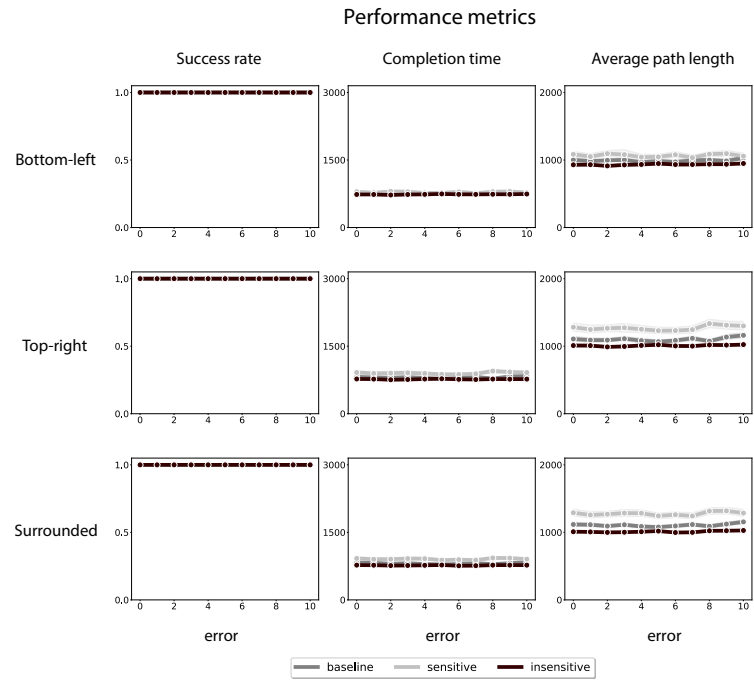 Performance metrics
Success rate Completion time Average path length
Bottom-left
1.0
0.5
0.0
0 2 4 6 8 10
3000
1500
0
0 2 4 6 8 10
2000
1000
0
0 2 4 6 8 10
Top-right
1.0
0.5
0.0
0 2 4 6 8 10
3000
1500
0
0 2 4 6 8 10
2000
1000
0
0 2 4 6 8 10
Surrounded
1.0
0.5
0.0
0 2 4 6 8 10
3000
1500
0
0 2 4 6 8 10
2000
1000
0
0 2 4 6 8 10
error error error
baseline sensitive insensitive